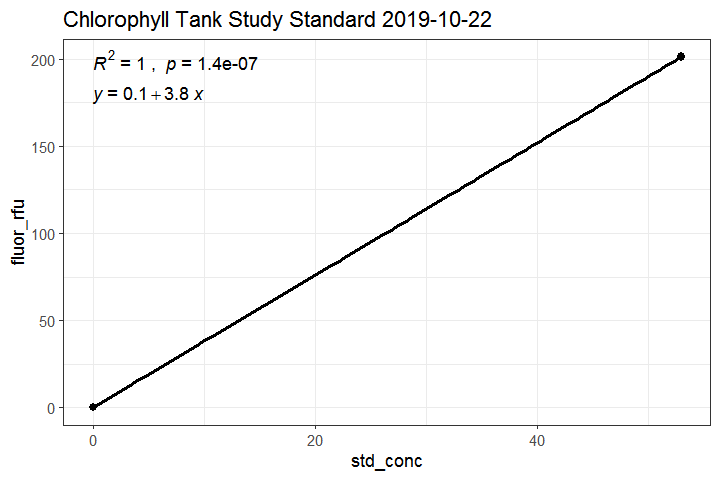 Chlorophyll Tank Study Standard 2019-10-22
R² = 1 , p = 1.4e-07
y = 0.1+3.8 x
200
150
100
50
0
fluor_rfu
0 20 40
std_conc